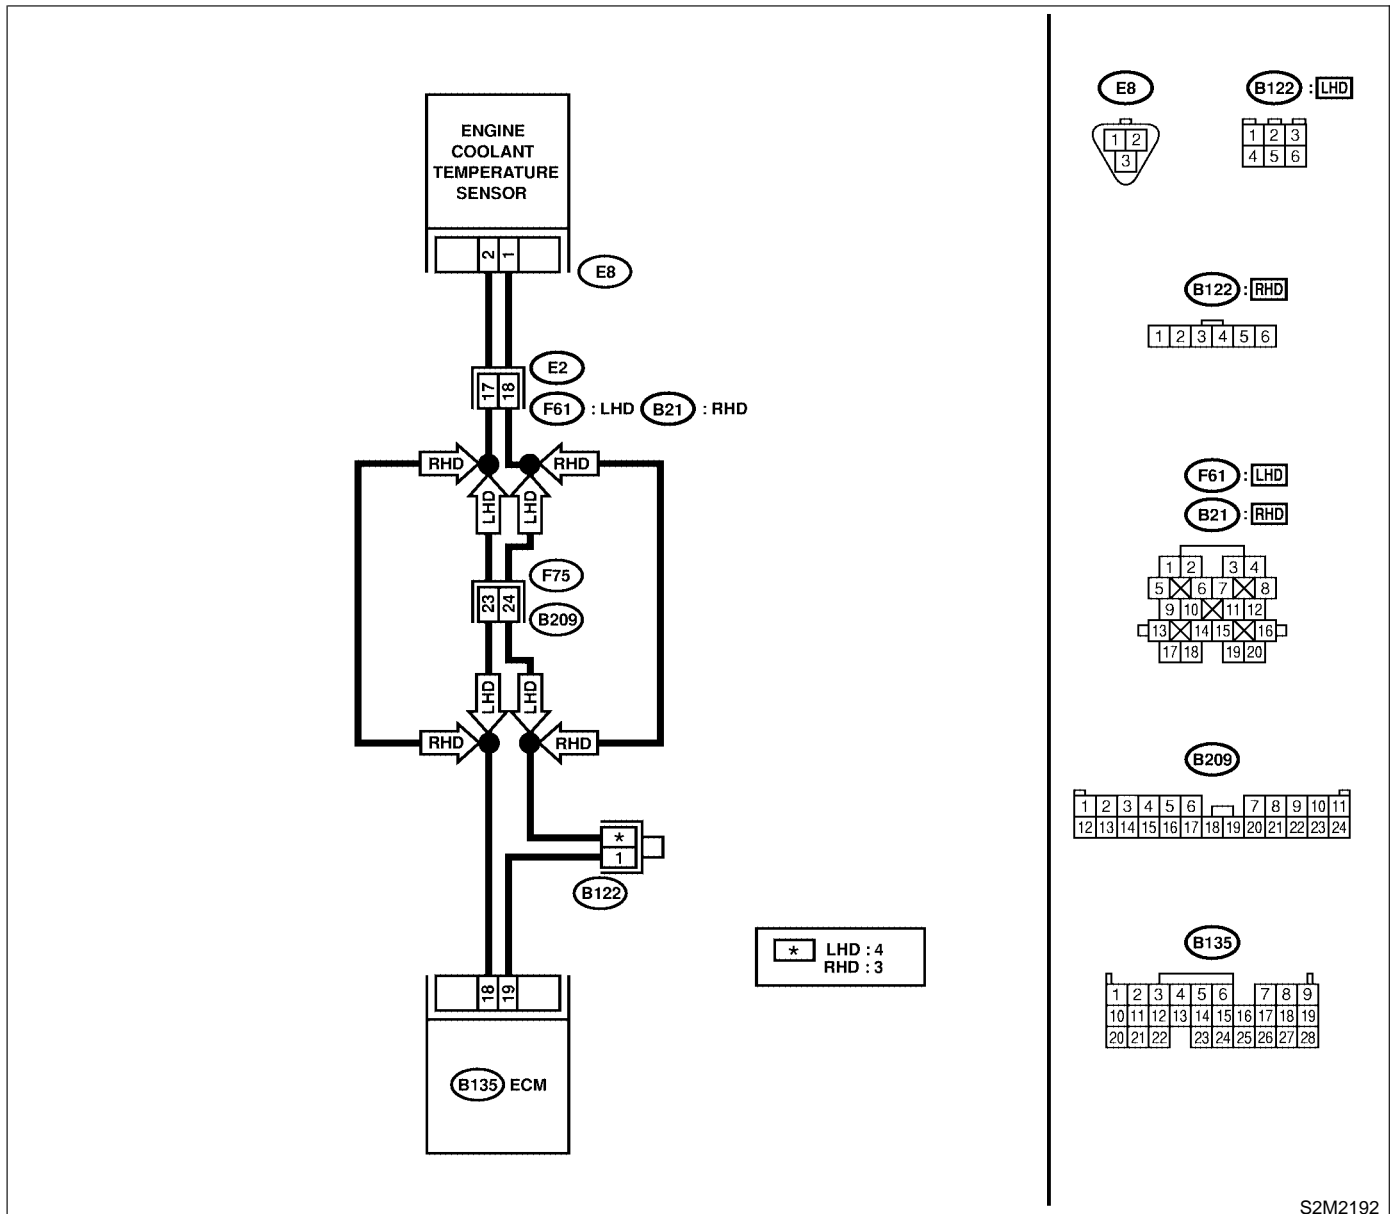 ENGINE
COOLANT
TEMPERATURE
SENSOR
2 1
E8
E2
17 18
F61 : LHD B21 : RHD
RHD RHD
LHD LHD
F75
23 24
B209
LHD LHD
RHD RHD
*
1
B122
* LHD : 4
RHD : 3
18 19
B135 ECM
E8
1 2
3
B122 : LHD
1 2 3
4 5 6
B122 : RHD
1 2 3 4 5 6
F61 : LHD
B21 : RHD
1 2 3 4
5 6 7 8
9 10 11 12
13 14 15 16
17 18 19 20
B209
1 2 3 4 5 6 7 8 9 10 11
12 13 14 15 16 17 18 19 20 21 22 23 24
B135
1 2 3 4 5 6 7 8 9
10 11 12 13 14 15 16 17 18 19
20 21 22 23 24 25 26 27 28
S2M2192